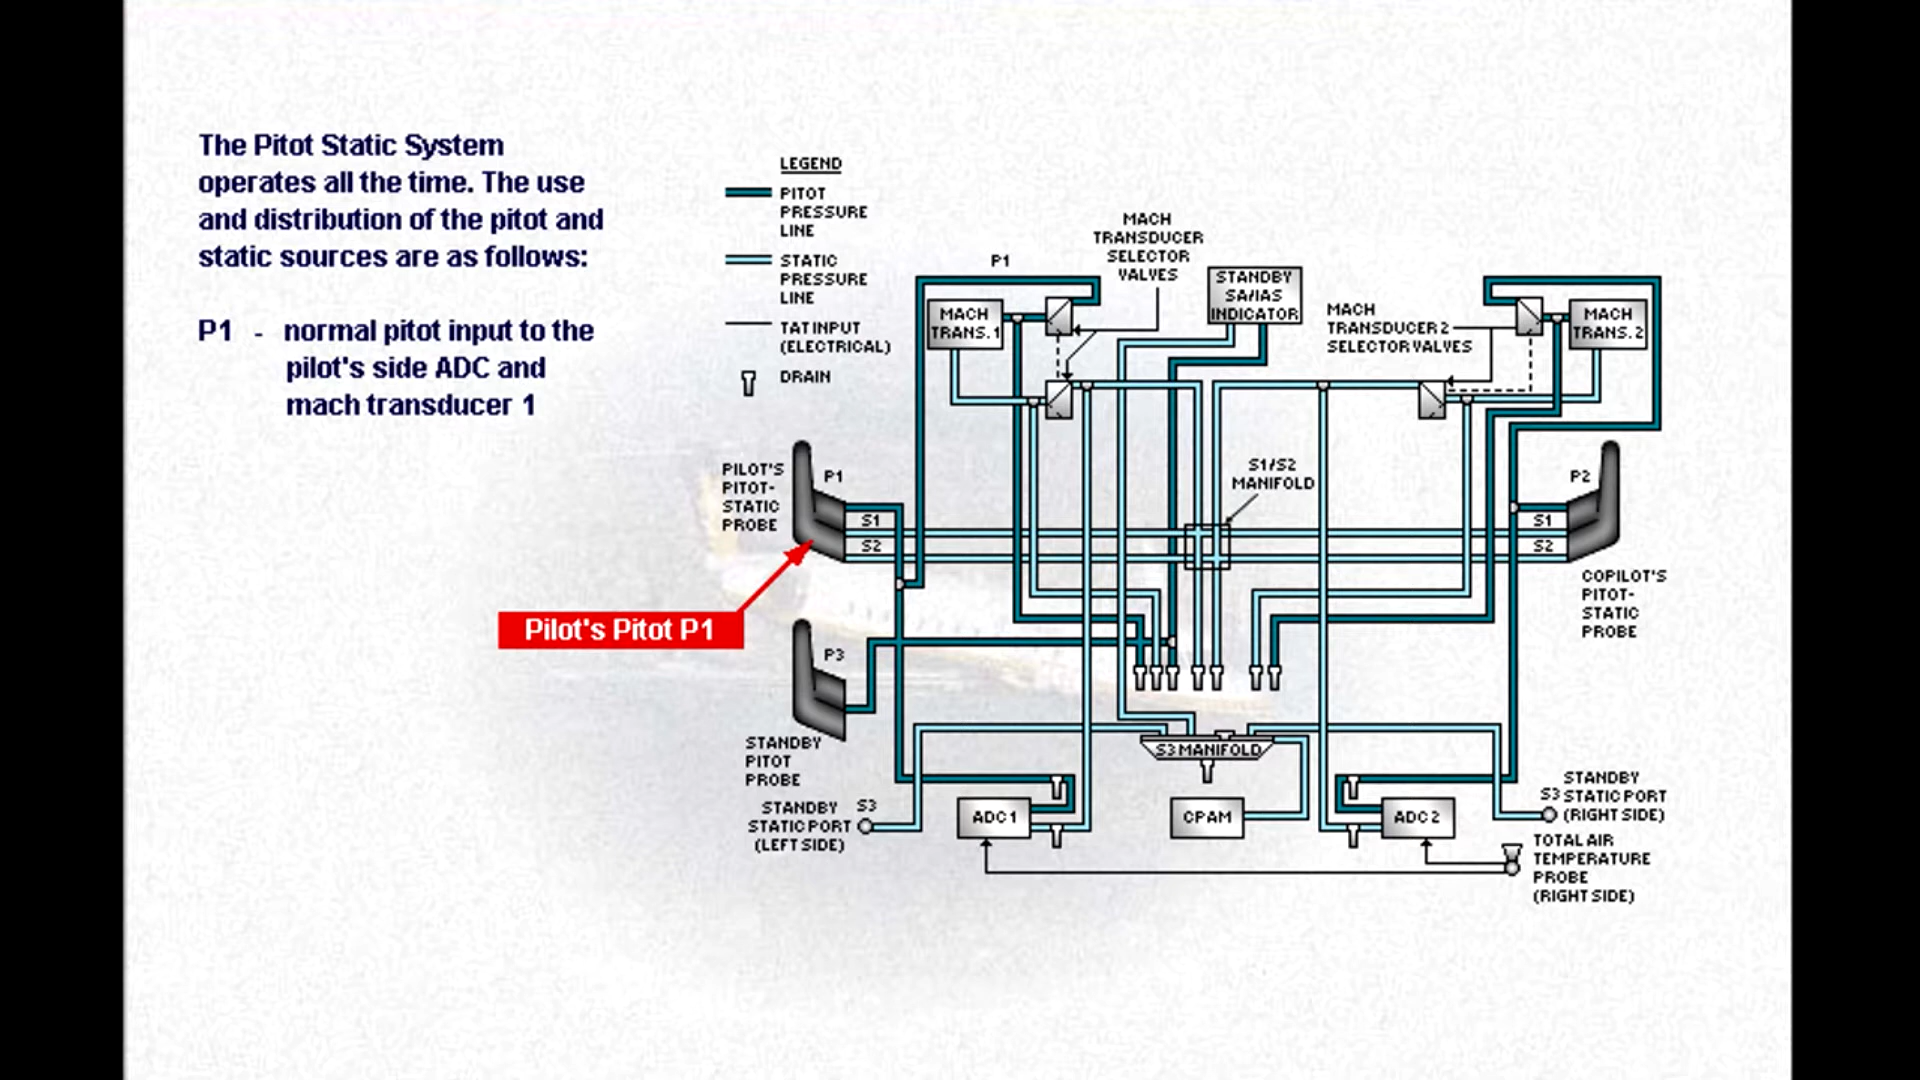 The Pitot Static System
operates all the time. The use
and distribution of the pitot and
static sources are as follows:
P1 - normal pitot input to the
pilot's side ADC and
mach transducer 1
Pilot's Pitot P1
LEGEND
PITOT
PRESSURE
LINE
STATIC
PRESSURE
LINE
TAT INPUT
(ELECTRICAL)
DRAIN
P1
MACH
TRANSDUCER
SELECTOR
VALVES
STANDBY
SA/IAS
INDICATOR
MACH
TRANS. 1
MACH
TRANSDUCER 2
SELECTOR VALVES
MACH
TRANS. 2
PILOT'S
PITOT-
STATIC
PROBE
P1
S1
S2
S1/S2
MANIFOLD
P2
S1
S2
COPILOT'S
PITOT-
STATIC
PROBE
P3
STANDBY
PITOT
PROBE
S3 MANIFOLD
STANDBY
STATIC PORT
(LEFT SIDE)
S3
ADC 1
CPAM
ADC 2
STANDBY
S3 STATIC PORT
(RIGHT SIDE)
TOTAL AIR
TEMPERATURE
PROBE
(RIGHT SIDE)